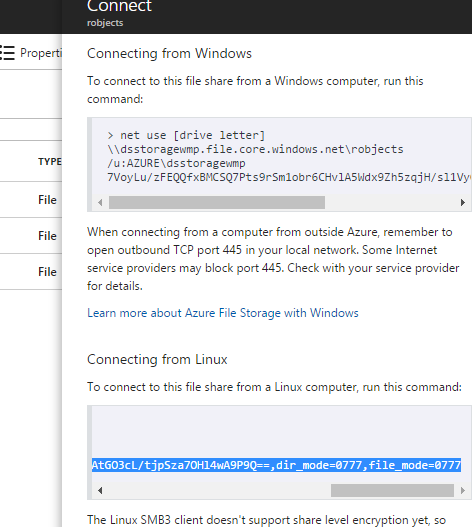 Connect
robjects
Properti
Connecting from Windows
To connect to this file share from a Windows computer, run this
command:
> net use [drive letter]
\\dsstoragewmp.file.core.windows.net\robjects
/u:AZURE\dsstoragewmp
7VoyLu/zFEQQfxBMCSQ7Pts9rSm1obr6CHvlA5Wdx9Zh5zqjH/sl1Vy
TYPE
File
File
File
When connecting from a computer from outside Azure, remember to
open outbound TCP port 445 in your local network. Some Internet
service providers may block port 445. Check with your service provider
for details.
Learn more about Azure File Storage with Windows
Connecting from Linux
To connect to this file share from a Linux computer, run this command:
AtGO3cL/tjpSza7OHl4wA9P9Q==,dir_mode=0777,file_mode=0777
The Linux SMB3 client doesn't support share level encryption yet, so